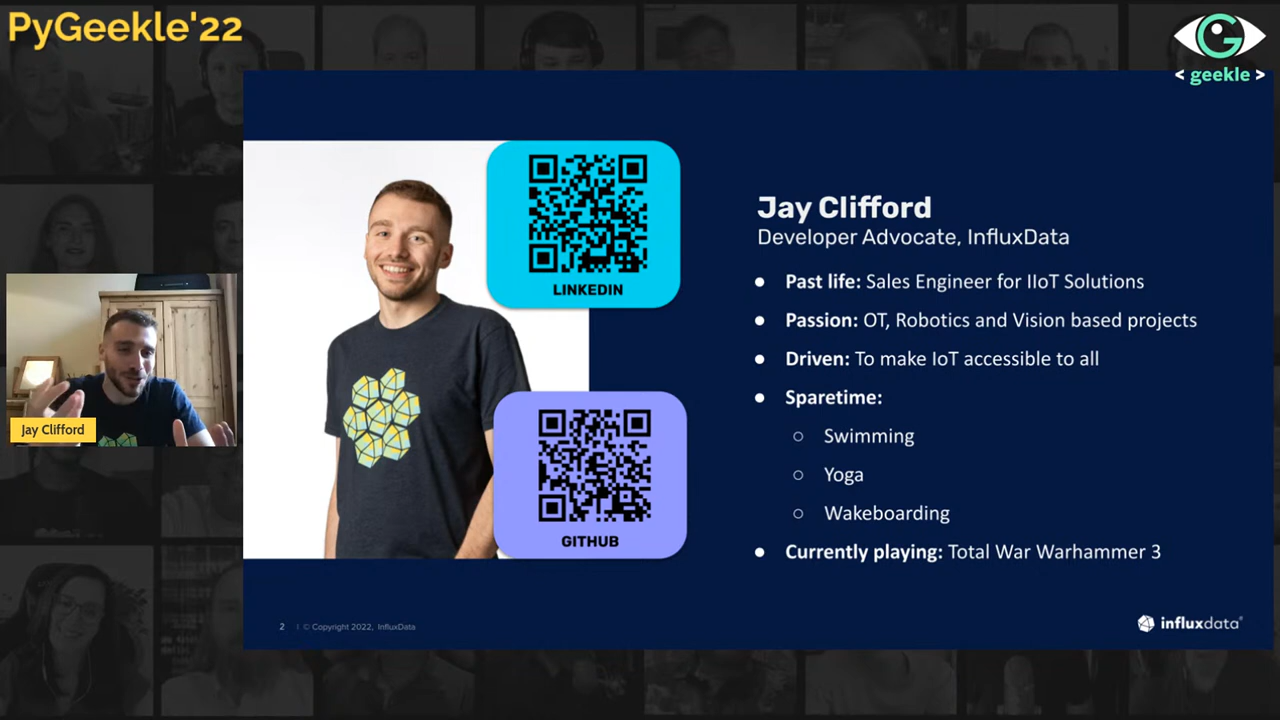 PyGeekle'22
G
< geekle >
LINKEDIN
Jay Clifford
Developer Advocate, InfluxData
● Past life: Sales Engineer for IIoT Solutions
● Passion: OT, Robotics and Vision based projects
● Driven: To make IoT accessible to all
● Sparetime:
○ Swimming
○ Yoga
○ Wakeboarding
● Currently playing: Total War Warhammer 3
Jay Clifford
GITHUB
2 | © Copyright 2022, InfluxData
influxdata®